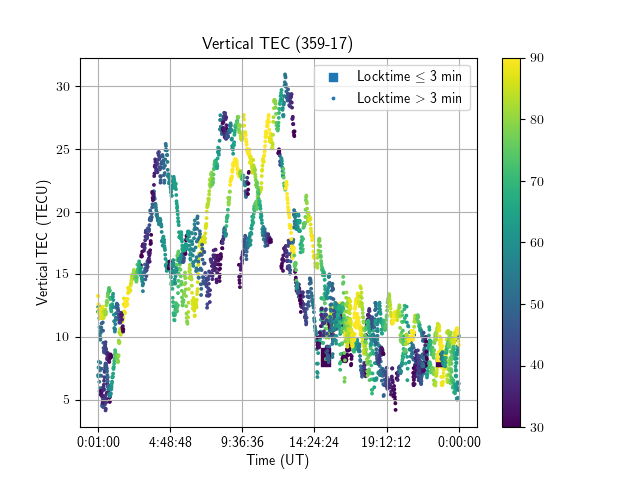 Vertical TEC (359-17)
Locktime ≤ 3 min
Locktime > 3 min
30
25
20
15
10
5
Vertical TEC (TECU)
0:01:00 4:48:48 9:36:36 14:24:24 19:12:12 0:00:00
Time (UT)
90
80
70
60
50
40
30